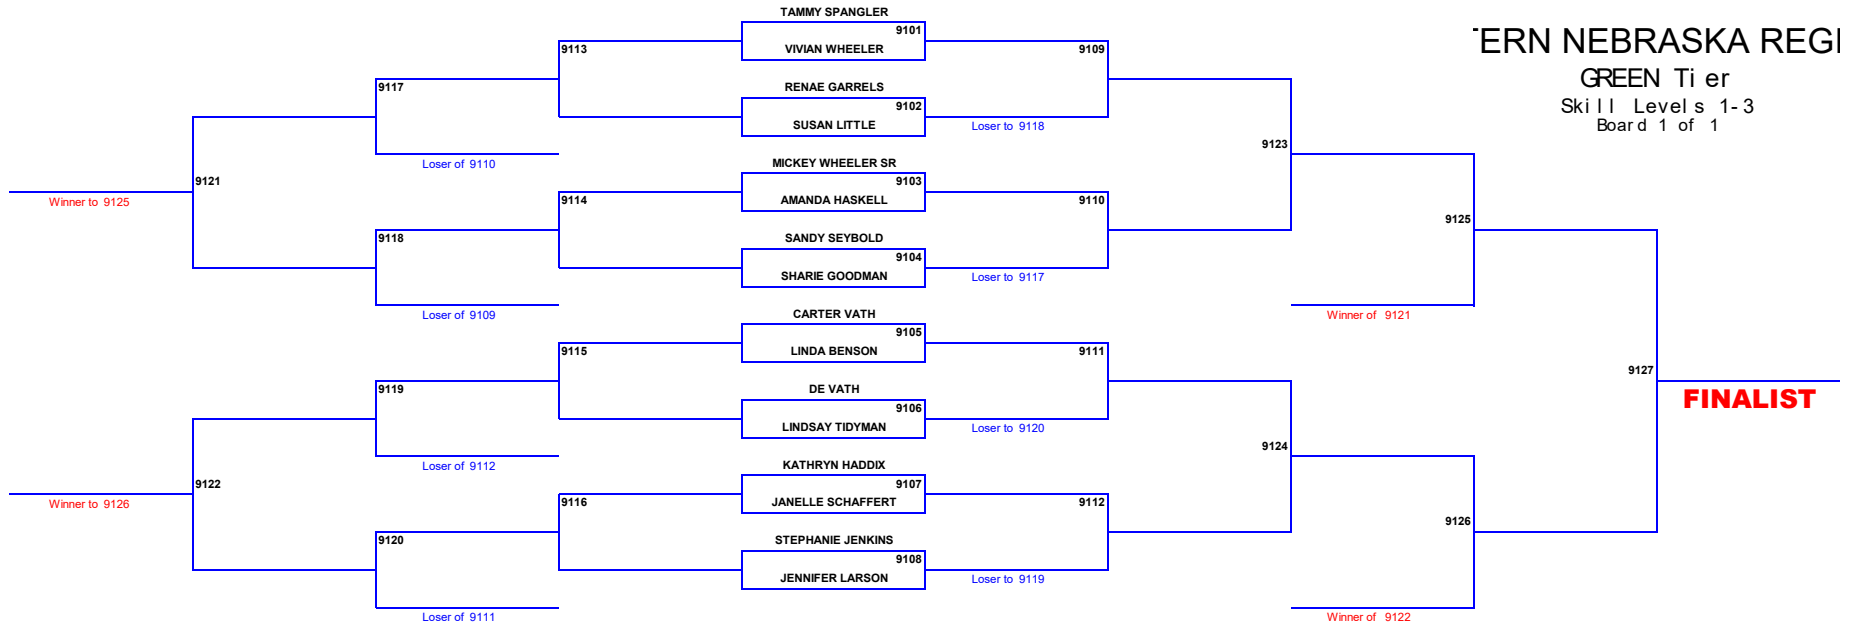 TAMMY SPANGLER
9101
VIVIAN WHEELER
9113
9109
TERN NEBRASKA REGI
GREEN Tier
Skill Levels 1-3
Board 1 of 1
9117
RENAE GARRELS
9102
SUSAN LITTLE
Loser to 9118
9123
Loser of 9110
MICKEY WHEELER SR
9103
AMANDA HASKELL
9121
Winner to 9125
9114
9110
9125
9118
SANDY SEYBOLD
9104
SHARIE GOODMAN
Loser to 9117
Loser of 9109
CARTER VATH
9105
LINDA BENSON
Winner of 9121
9115
9111
9127
FINALIST
9119
DE VATH
9106
LINDSAY TIDYMAN
Loser to 9120
9124
Loser of 9112
KATHRYN HADDIX
9107
JANELLE SCHAFFERT
9122
Winner to 9126
9116
9112
9126
9120
STEPHANIE JENKINS
9108
JENNIFER LARSON
Loser to 9119
Loser of 9111
Winner of 9122